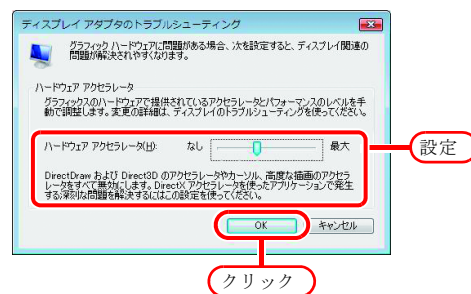 ディスプレイ アダプタのトラブルシューティング
グラフィック ハードウェアに問題がある場合、次を設定すると、ディスプレイ関連の
問題が解決されやすくなります。
ハードウェア アクセラレータ
グラフィックスのハードウェアで提供されているアクセラレータとパフォーマンスのレベルを手
動で調整します。変更の詳細は、ディスプレイのトラブルシューティングを使ってください。
ハードウェア アクセラレータ(H): なし 最大
設定
DirectDraw および Direct3D のアクセラレータやカーソル、高度な描画のアクセラ
レータをすべて無効にします。DirectX アクセラレータを使ったアプリケーションで発生
する深刻な問題を解決するにはこの設定を使ってください。
OK キャンセル
クリック